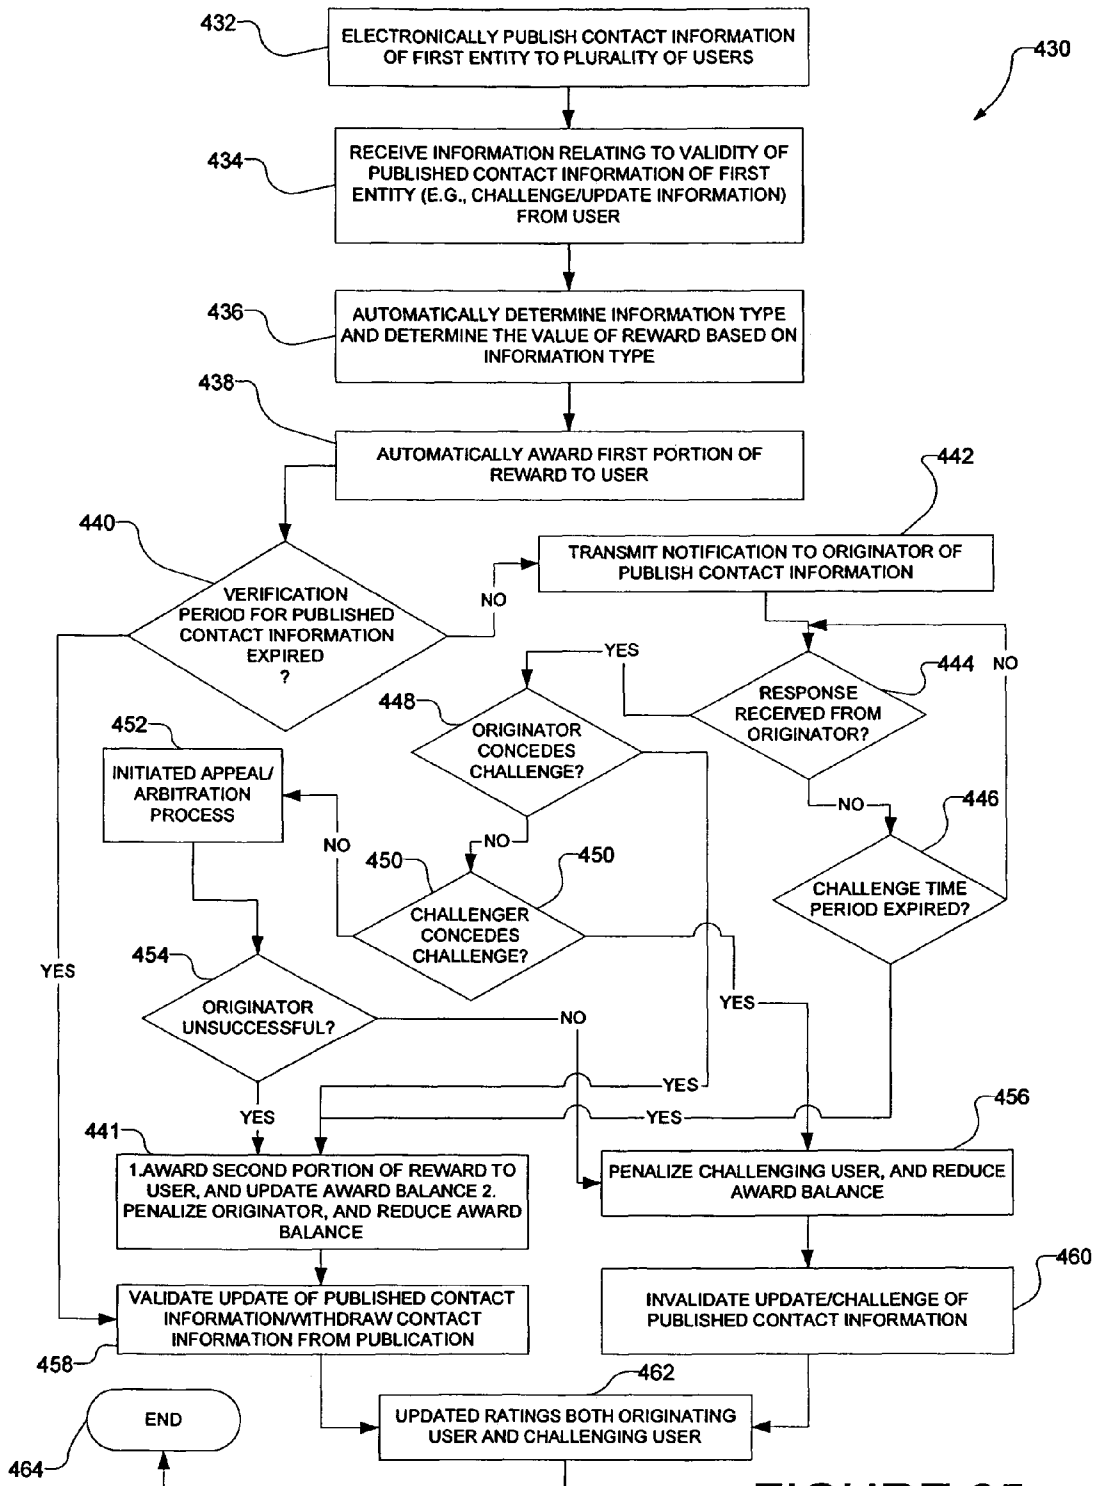 432
ELECTRONICALLY PUBLISH CONTACT INFORMATION
OF FIRST ENTITY TO PLURALITY OF USERS
430
434
RECEIVE INFORMATION RELATING TO VALIDITY OF
PUBLISHED CONTACT INFORMATION OF FIRST
ENTITY (E.G., CHALLENGE/UPDATE INFORMATION)
FROM USER
436
AUTOMATICALLY DETERMINE INFORMATION TYPE
AND DETERMINE THE VALUE OF REWARD BASED ON
INFORMATION TYPE
438
AUTOMATICALLY AWARD FIRST PORTION OF
REWARD TO USER
442
TRANSMIT NOTIFICATION TO ORIGINATOR OF
PUBLISH CONTACT INFORMATION
440
VERIFICATION
PERIOD FOR PUBLISHED
CONTACT INFORMATION
EXPIRED
?
NO
YES
444
NO
RESPONSE
RECEIVED FROM
ORIGINATOR?
448
ORIGINATOR
CONCEDES
CHALLENGE?
452
INITIATED APPEAL/
ARBITRATION
PROCESS
NO
446
CHALLENGE TIME
PERIOD EXPIRED?
NO
NO
450
450
CHALLENGER
CONCEDES
CHALLENGE?
454
YES
ORIGINATOR
UNSUCCESSFUL?
NO
YES
YES
YES
YES
456
441
1.AWARD SECOND PORTION OF REWARD TO
USER, AND UPDATE AWARD BALANCE 2.
PENALIZE ORIGINATOR, AND REDUCE AWARD
BALANCE
PENALIZE CHALLENGING USER, AND REDUCE
AWARD BALANCE
460
VALIDATE UPDATE OF PUBLISHED CONTACT
INFORMATION/WITHDRAW CONTACT
INFORMATION FROM PUBLICATION
458
INVALIDATE UPDATE/CHALLENGE OF
PUBLISHED CONTACT INFORMATION
462
UPDATED RATINGS BOTH ORIGINATING
USER AND CHALLENGING USER
END
464